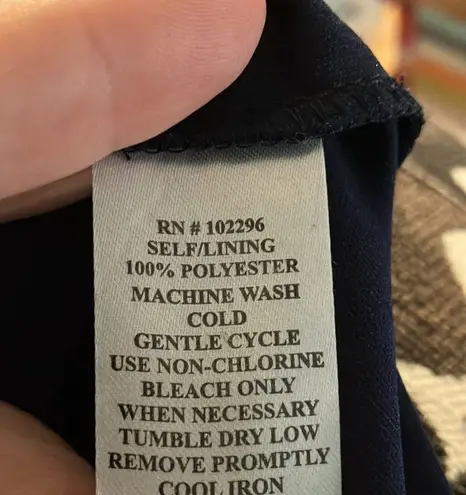 RN # 102296
SELF/LINING
100% POLYESTER
MACHINE WASH
COLD
GENTLE CYCLE
USE NON-CHLORINE
BLEACH ONLY
WHEN NECESSARY
TUMBLE DRY LOW
REMOVE PROMPTLY
COOL IRON